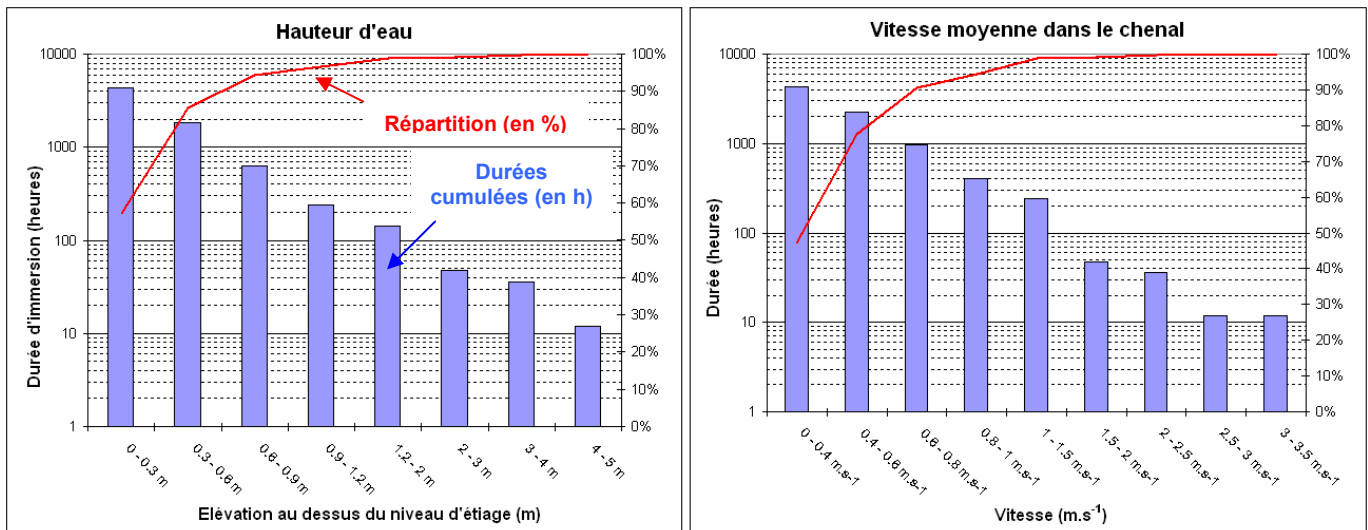 Hauteur d'eau
10000
1000
100
10
1
100%
90%
80%
70%
60%
50%
40%
30%
20%
10%
0%
Durée d'immersion (heures)
Répartition (en %)
Durées
cumulées (en h)
0 - 0.3 m
0.3 - 0.6 m
0.6 - 0.9 m
0.9 - 1.2 m
1.2 - 2 m
2 - 3 m
3 - 4 m
4 - 5 m
Elévation au dessus du niveau d'étiage (m)
Vitesse moyenne dans le chenal
10000
1000
100
10
1
100%
90%
80%
70%
60%
50%
40%
30%
20%
10%
0%
Durée (heures)
0 - 0.4 m.s-1
0.4 - 0.6 m.s-1
0.6 - 0.8 m.s-1
0.8 - 1 m.s-1
1 - 1.5 m.s-1
1.5 - 2 m.s-1
2 - 2.5 m.s-1
2.5 - 3 m.s-1
3 - 3.5 m.s-1
Vitesse (m.s⁻¹)